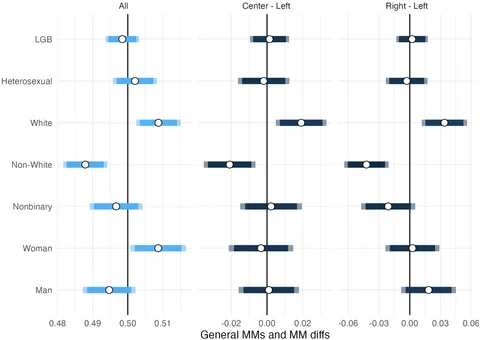 All Center - Left Right - Left
LGB
Heterosexual
White
Non-White
Nonbinary
Woman
Man
0.48 0.49 0.50 0.51 -0.02 0.00 0.02 -0.06 -0.03 0.00 0.03 0.06
General MMs and MM diffs